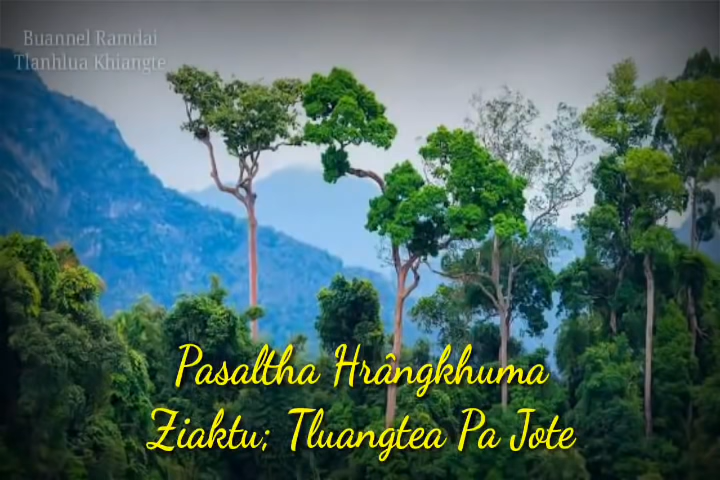 Buannel Ramdai
Tlanhlua Khiangte
Pasaltha Hrângkhuma
Ziaktu; Tluangtea Pa Jote